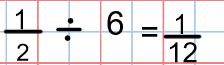 1/2 ÷ 6 = 1/12